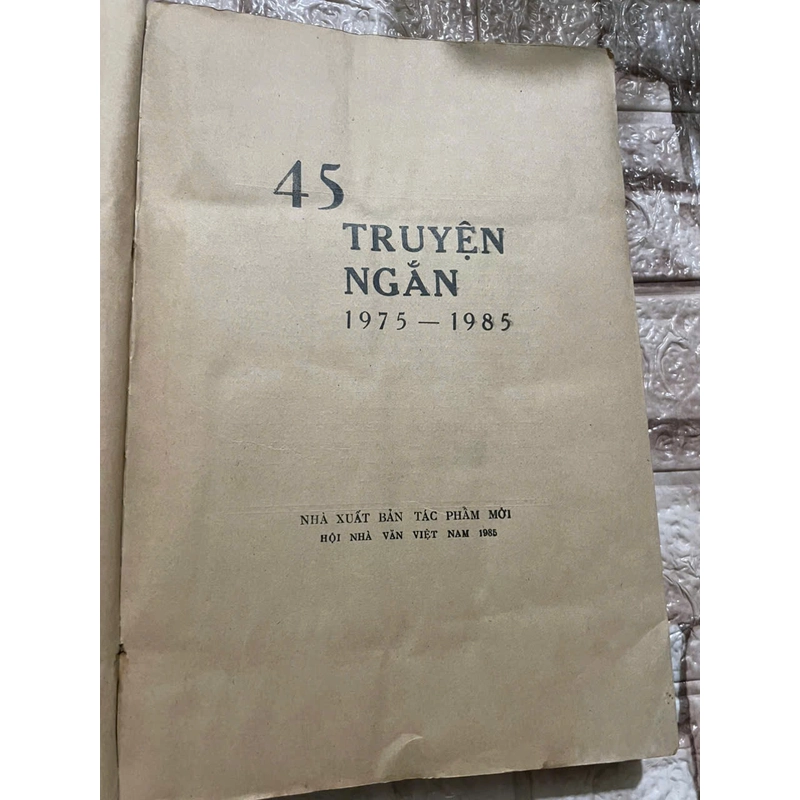 45
TRUYỆN
NGẮN
1975 — 1985
NHÀ XUẤT BẢN TÁC PHẨM MỚI
HỘI NHÀ VĂN VIỆT NAM 1985